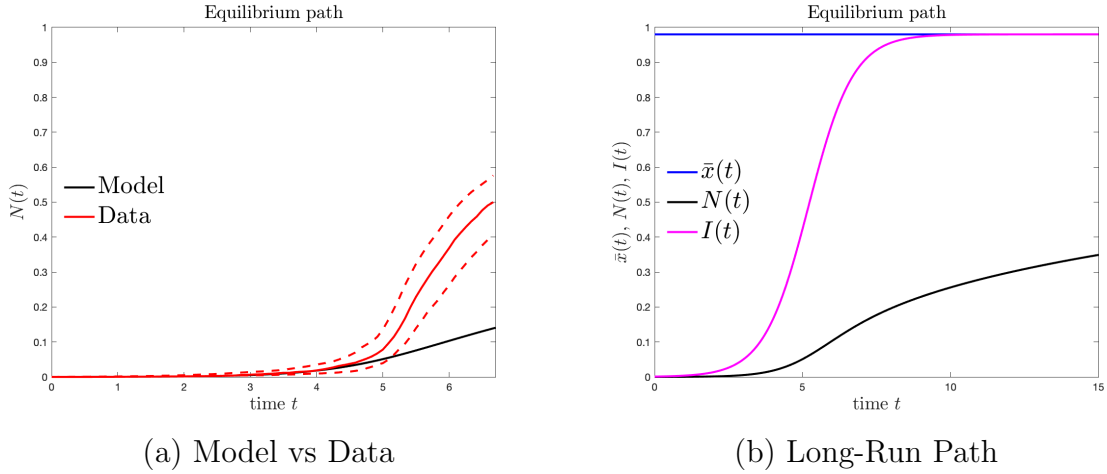 Equilibrium path
1
0.9
0.8
0.7
0.6
0.5
0.4
0.3
0.2
0.1
0
N(t)
Model
Data
0 1 2 3 4 5 6
time t
(a) Model vs Data
Equilibrium path
1
0.9
0.8
0.7
0.6
0.5
0.4
0.3
0.2
0.1
0
x̄(t), N(t), I(t)
x̄(t)
N(t)
I(t)
0 5 10 15
time t
(b) Long-Run Path